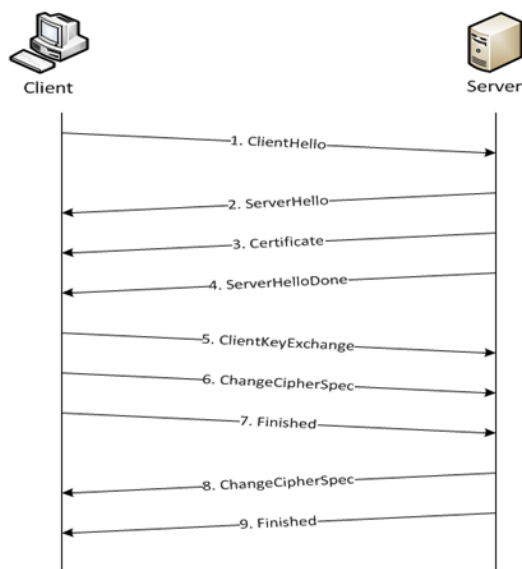 Client
Server
1. ClientHello
2. ServerHello
3. Certificate
4. ServerHelloDone
5. ClientKeyExchange
6. ChangeCipherSpec
7. Finished
8. ChangeCipherSpec
9. Finished